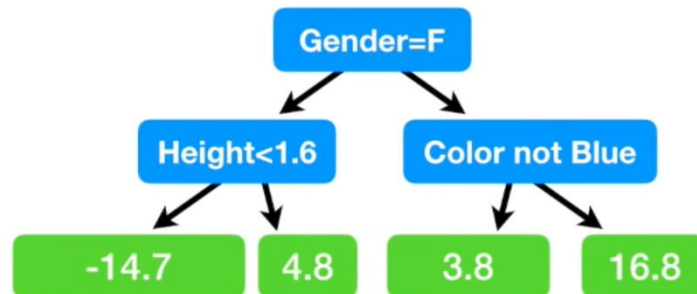 Gender=F
Height<1.6
Color not Blue
-14.7
4.8
3.8
16.8